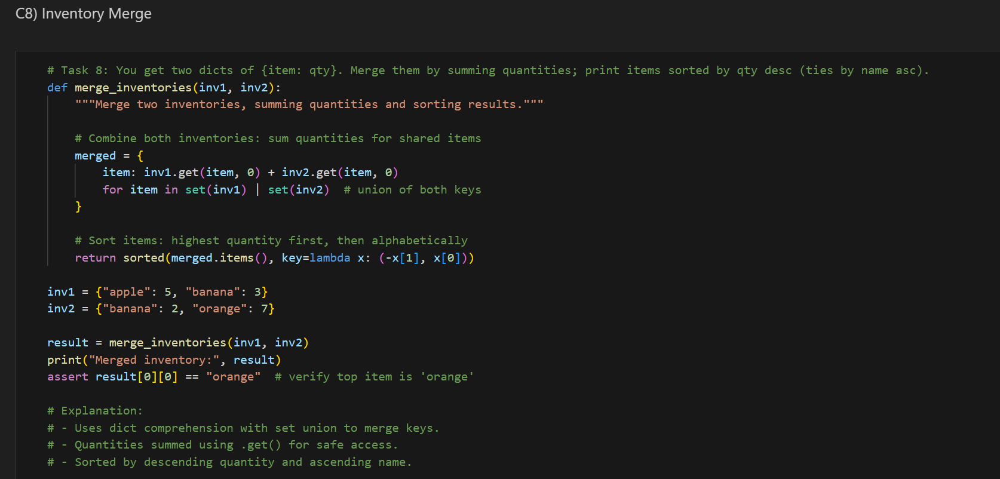 C8) Inventory Merge
# Task 8: You get two dicts of {item: qty}. Merge them by summing quantities; print items sorted by qty desc (ties by name asc).
def merge_inventories(inv1, inv2):
    """Merge two inventories, summing quantities and sorting results."""
    # Combine both inventories: sum quantities for shared items
    merged = {
        item: inv1.get(item, 0) + inv2.get(item, 0)
        for item in set(inv1) | set(inv2)  # union of both keys
    }
    # Sort items: highest quantity first, then alphabetically
    return sorted(merged.items(), key=lambda x: (-x[1], x[0]))
inv1 = {"apple": 5, "banana": 3}
inv2 = {"banana": 2, "orange": 7}
result = merge_inventories(inv1, inv2)
print("Merged inventory:", result)
assert result[0][0] == "orange"  # verify top item is 'orange'
# Explanation:
# - Uses dict comprehension with set union to merge keys.
# - Quantities summed using .get() for safe access.
# - Sorted by descending quantity and ascending name.